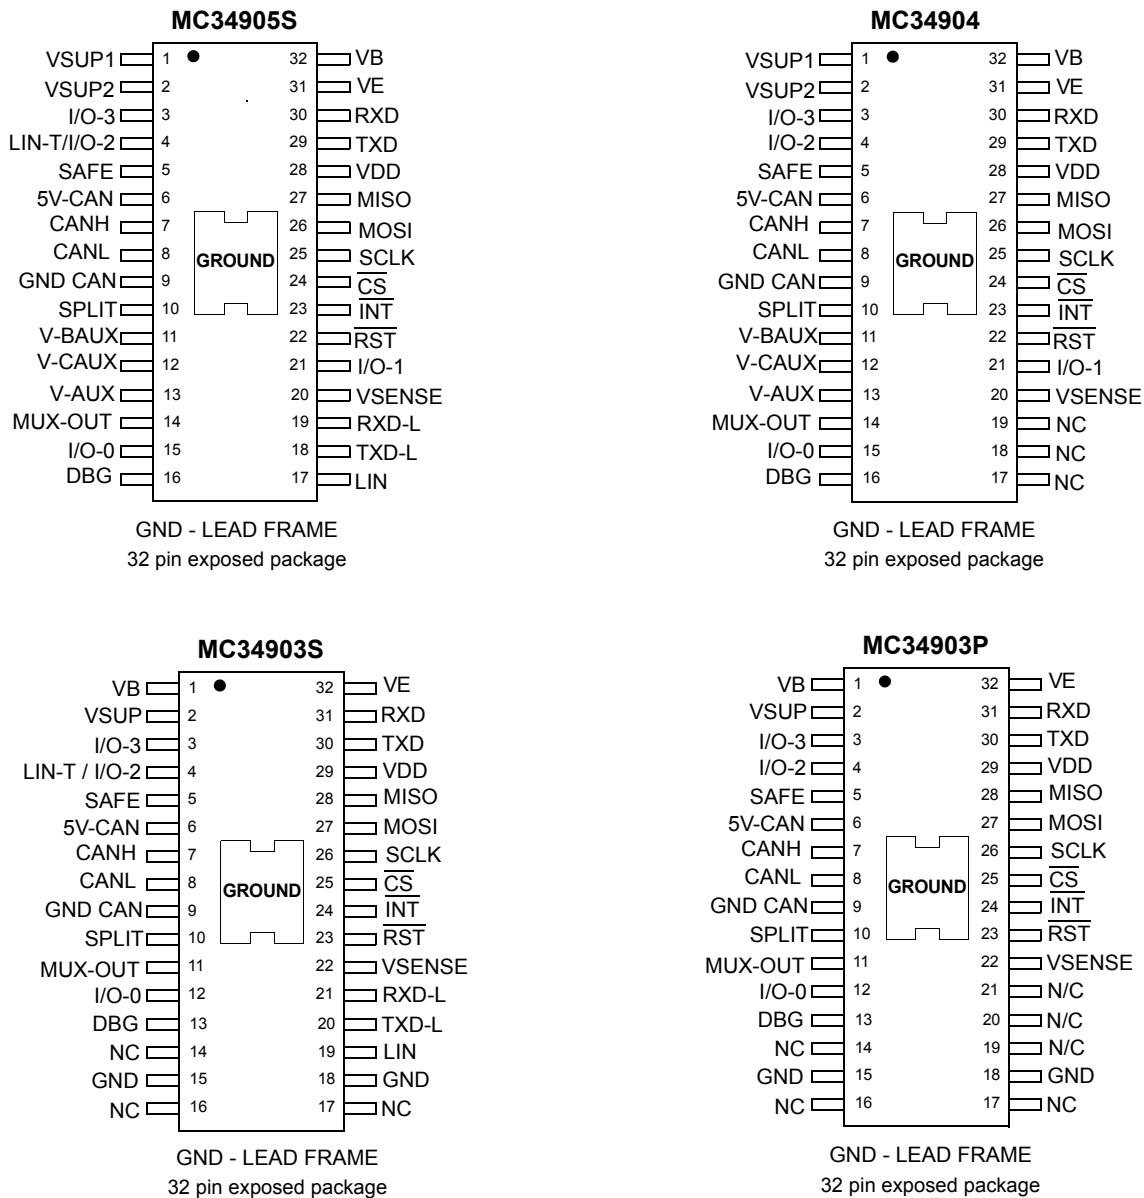 MC34905S
VSUP1 1 32 VB
VSUP2 2 31 VE
I/O-3 3 30 RXD
LIN-T/I/O-2 4 29 TXD
SAFE 5 28 VDD
5V-CAN 6 27 MISO
CANH 7 26 MOSI
CANL 8 25 SCLK
GROUND
GND CAN 9 24 CS
SPLIT 10 23 INT
V-BAUX 11 22 RST
V-CAUX 12 21 I/O-1
V-AUX 13 20 VSENSE
MUX-OUT 14 19 RXD-L
I/O-0 15 18 TXD-L
DBG 16 17 LIN
GND - LEAD FRAME
32 pin exposed package
MC34904
VSUP1 1 32 VB
VSUP2 2 31 VE
I/O-3 3 30 RXD
I/O-2 4 29 TXD
SAFE 5 28 VDD
5V-CAN 6 27 MISO
CANH 7 26 MOSI
CANL 8 25 SCLK
GROUND
GND CAN 9 24 CS
SPLIT 10 23 INT
V-BAUX 11 22 RST
V-CAUX 12 21 I/O-1
V-AUX 13 20 VSENSE
MUX-OUT 14 19 NC
I/O-0 15 18 NC
DBG 16 17 NC
GND - LEAD FRAME
32 pin exposed package
MC34903S
VB 1 32 VE
VSUP 2 31 RXD
I/O-3 3 30 TXD
LIN-T / I/O-2 4 29 VDD
SAFE 5 28 MISO
5V-CAN 6 27 MOSI
CANH 7 26 SCLK
CANL 8 25 CS
GROUND
GND CAN 9 24 INT
SPLIT 10 23 RST
MUX-OUT 11 22 VSENSE
I/O-0 12 21 RXD-L
DBG 13 20 TXD-L
NC 14 19 LIN
GND 15 18 GND
NC 16 17 NC
GND - LEAD FRAME
32 pin exposed package
MC34903P
VB 1 32 VE
VSUP 2 31 RXD
I/O-3 3 30 TXD
I/O-2 4 29 VDD
SAFE 5 28 MISO
5V-CAN 6 27 MOSI
CANH 7 26 SCLK
CANL 8 25 CS
GROUND
GND CAN 9 24 INT
SPLIT 10 23 RST
MUX-OUT 11 22 VSENSE
I/O-0 12 21 N/C
DBG 13 20 N/C
NC 14 19 N/C
GND 15 18 GND
NC 16 17 NC
GND - LEAD FRAME
32 pin exposed package